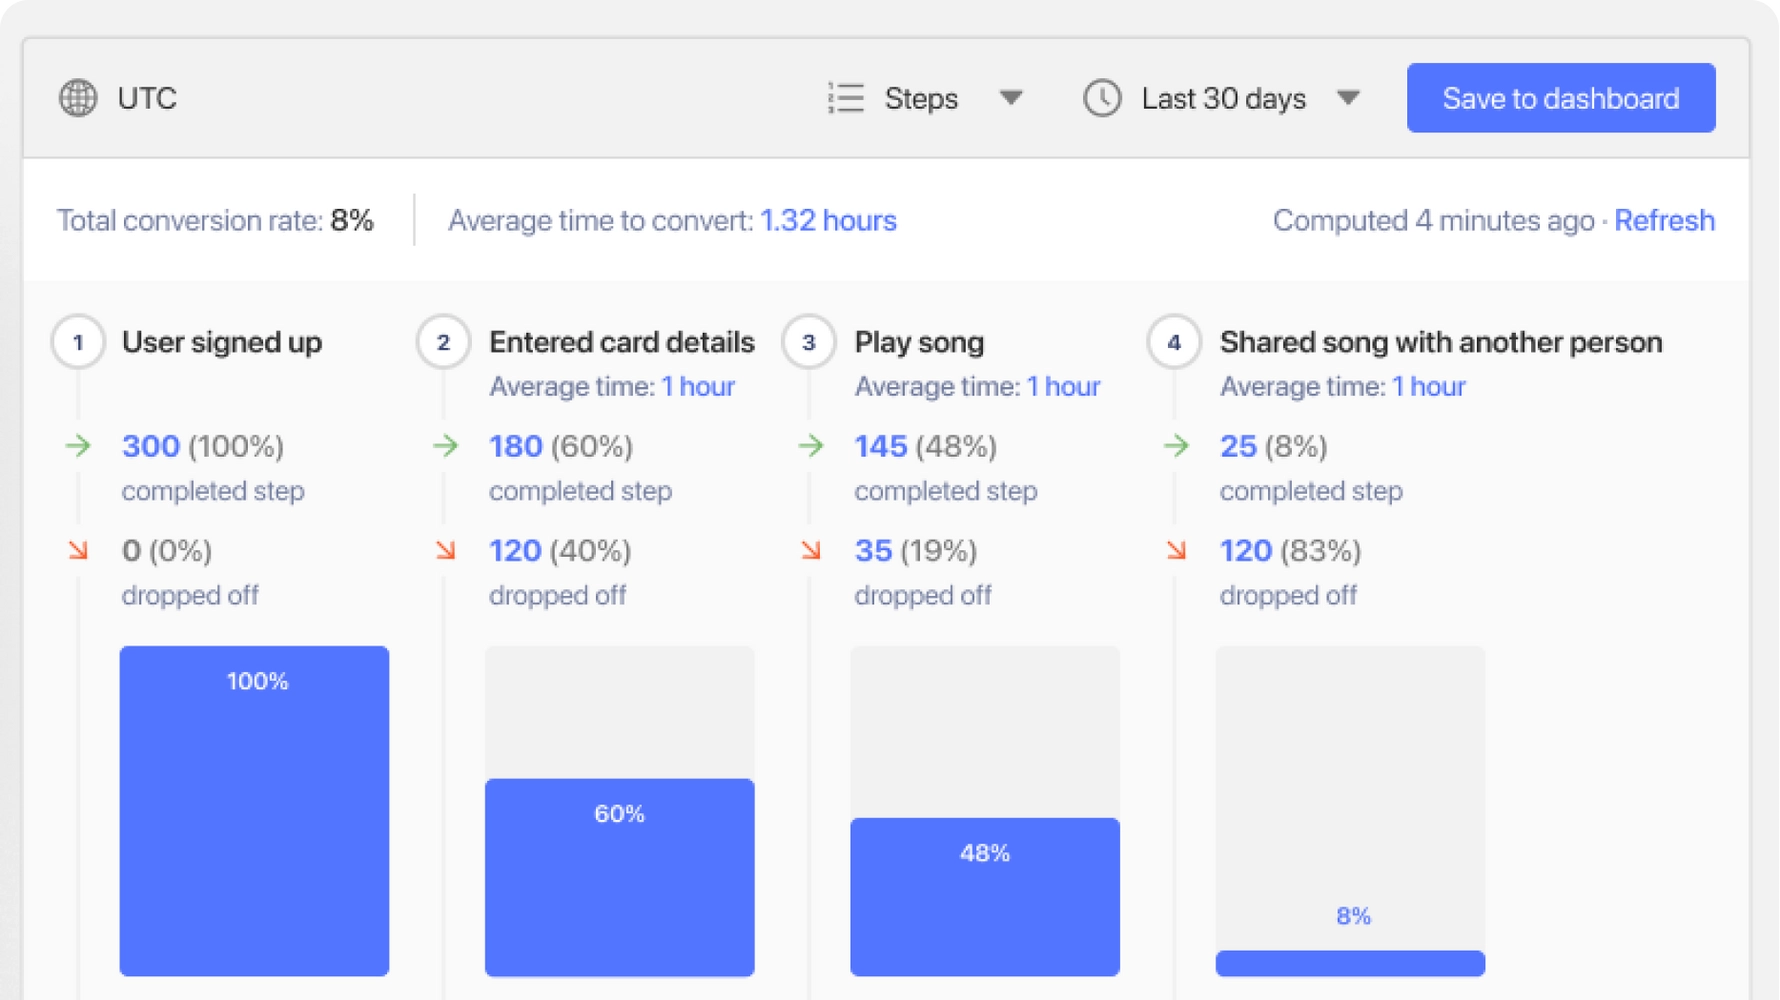 UTC
Steps
Last 30 days
Save to dashboard
Total conversion rate: 8%
Average time to convert: 1.32 hours
Computed 4 minutes ago · Refresh
1
User signed up
300 (100%)
completed step
0 (0%)
dropped off
100%
2
Entered card details
Average time: 1 hour
180 (60%)
completed step
120 (40%)
dropped off
60%
3
Play song
Average time: 1 hour
145 (48%)
completed step
35 (19%)
dropped off
48%
4
Shared song with another person
Average time: 1 hour
25 (8%)
completed step
120 (83%)
dropped off
8%